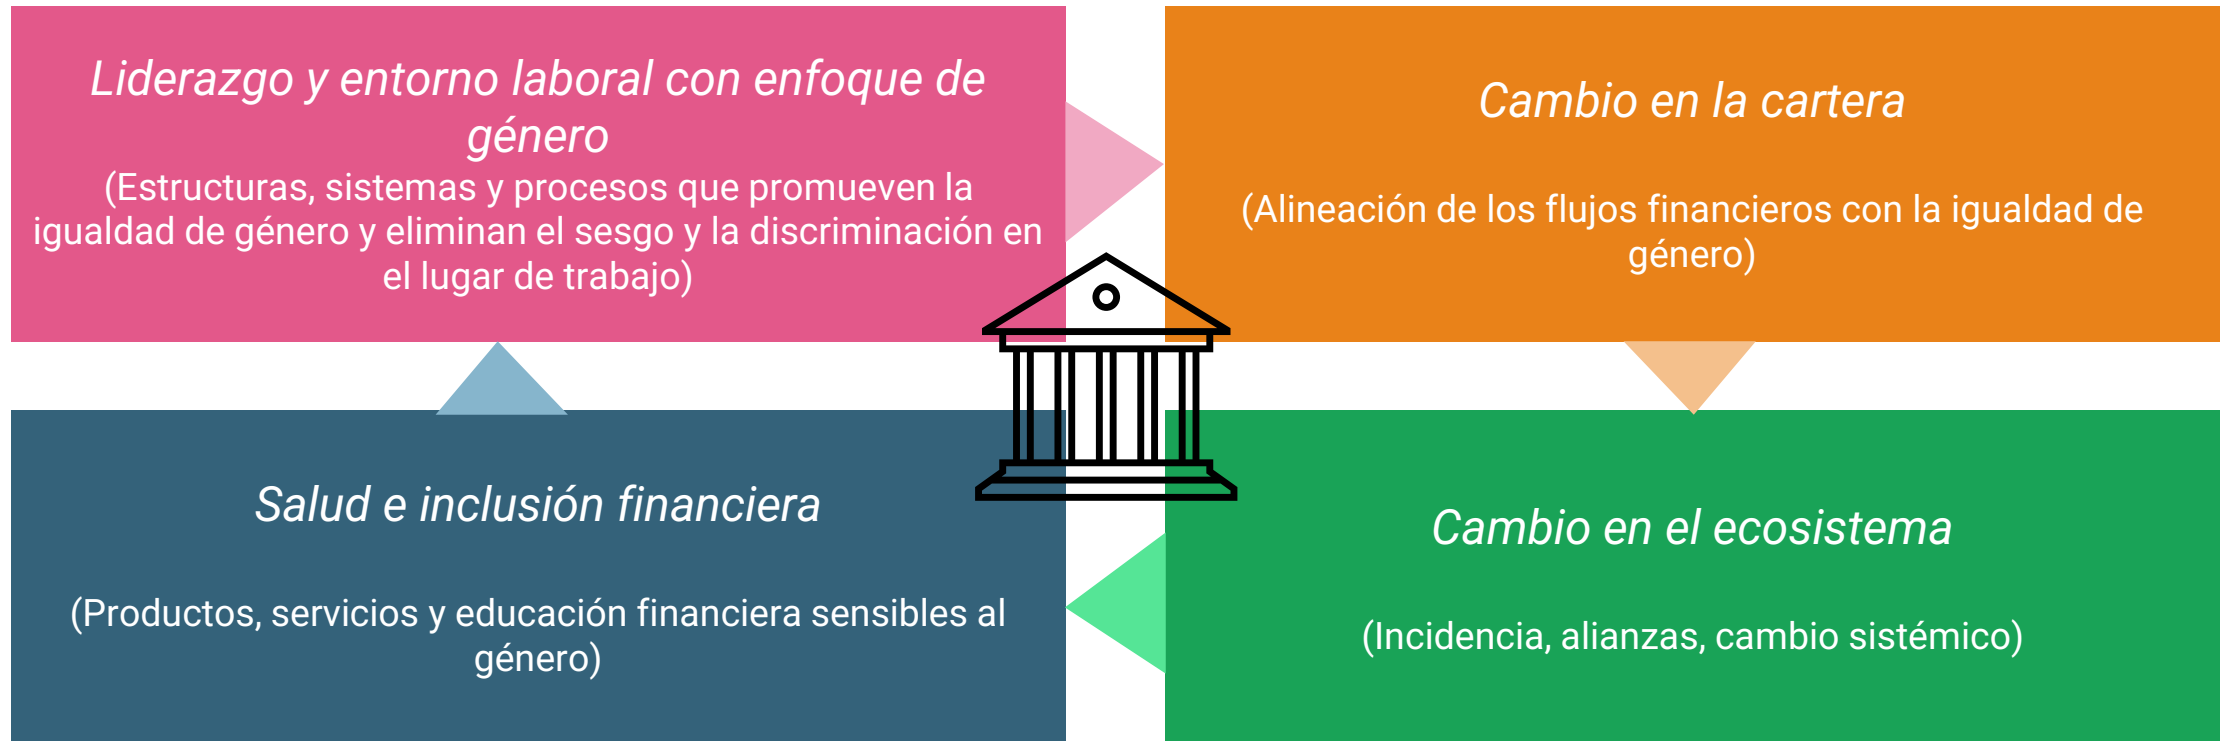 Liderazgo y entorno laboral con enfoque de
género
(Estructuras, sistemas y procesos que promueven la
igualdad de género y eliminan el sesgo y la discriminación en
el lugar de trabajo)
Cambio en la cartera
(Alineación de los flujos financieros con la igualdad de
género)
Salud e inclusión financiera
(Productos, servicios y educación financiera sensibles al
género)
Cambio en el ecosistema
(Incidencia, alianzas, cambio sistémico)